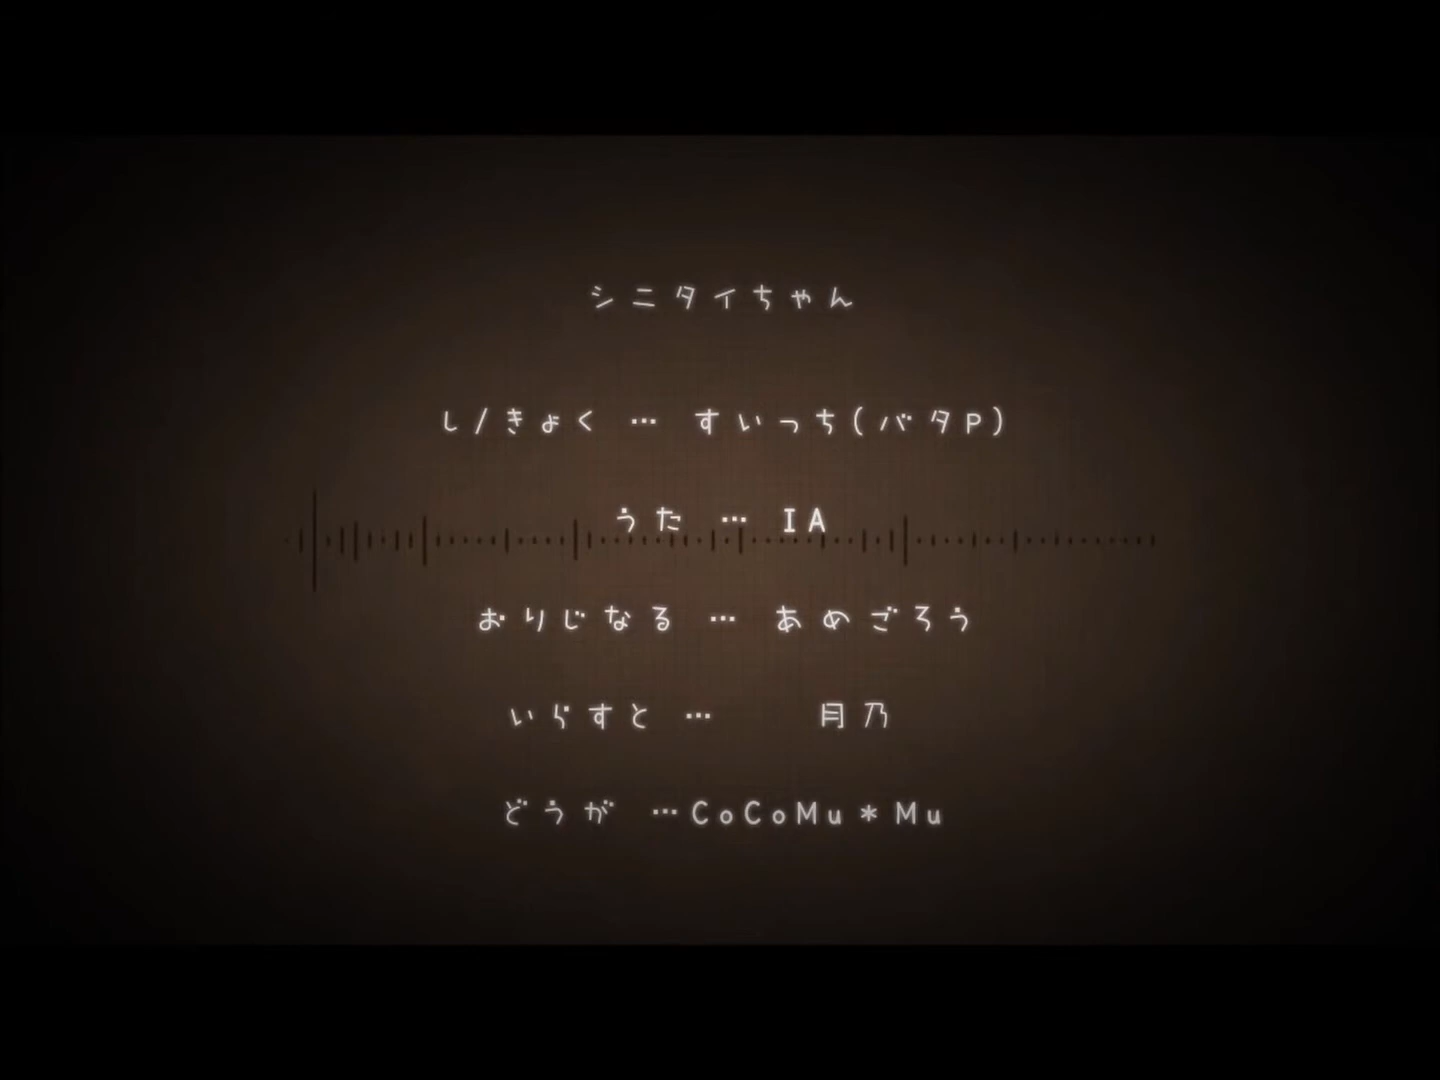 シニタイちゃん
し/きょく … すいっち(バタP)
うた … IA
おりじなる … あめごろう
いらすと … 月乃
どうが …CoCoMu*Mu